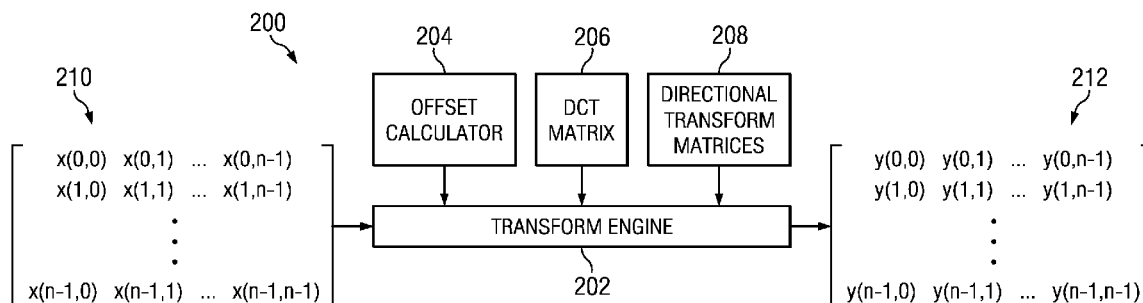 200
204
206
208
210
212
OFFSET
CALCULATOR
DCT
MATRIX
DIRECTIONAL
TRANSFORM
MATRICES
x(0,0) x(0,1) ... x(0,n-1)
x(1,0) x(1,1) ... x(1,n-1)
x(n-1,0) x(n-1,1) ... x(n-1,n-1)
TRANSFORM ENGINE
202
y(0,0) y(0,1) ... y(0,n-1)
y(1,0) y(1,1) ... y(1,n-1)
y(n-1,0) y(n-1,1) ... y(n-1,n-1)